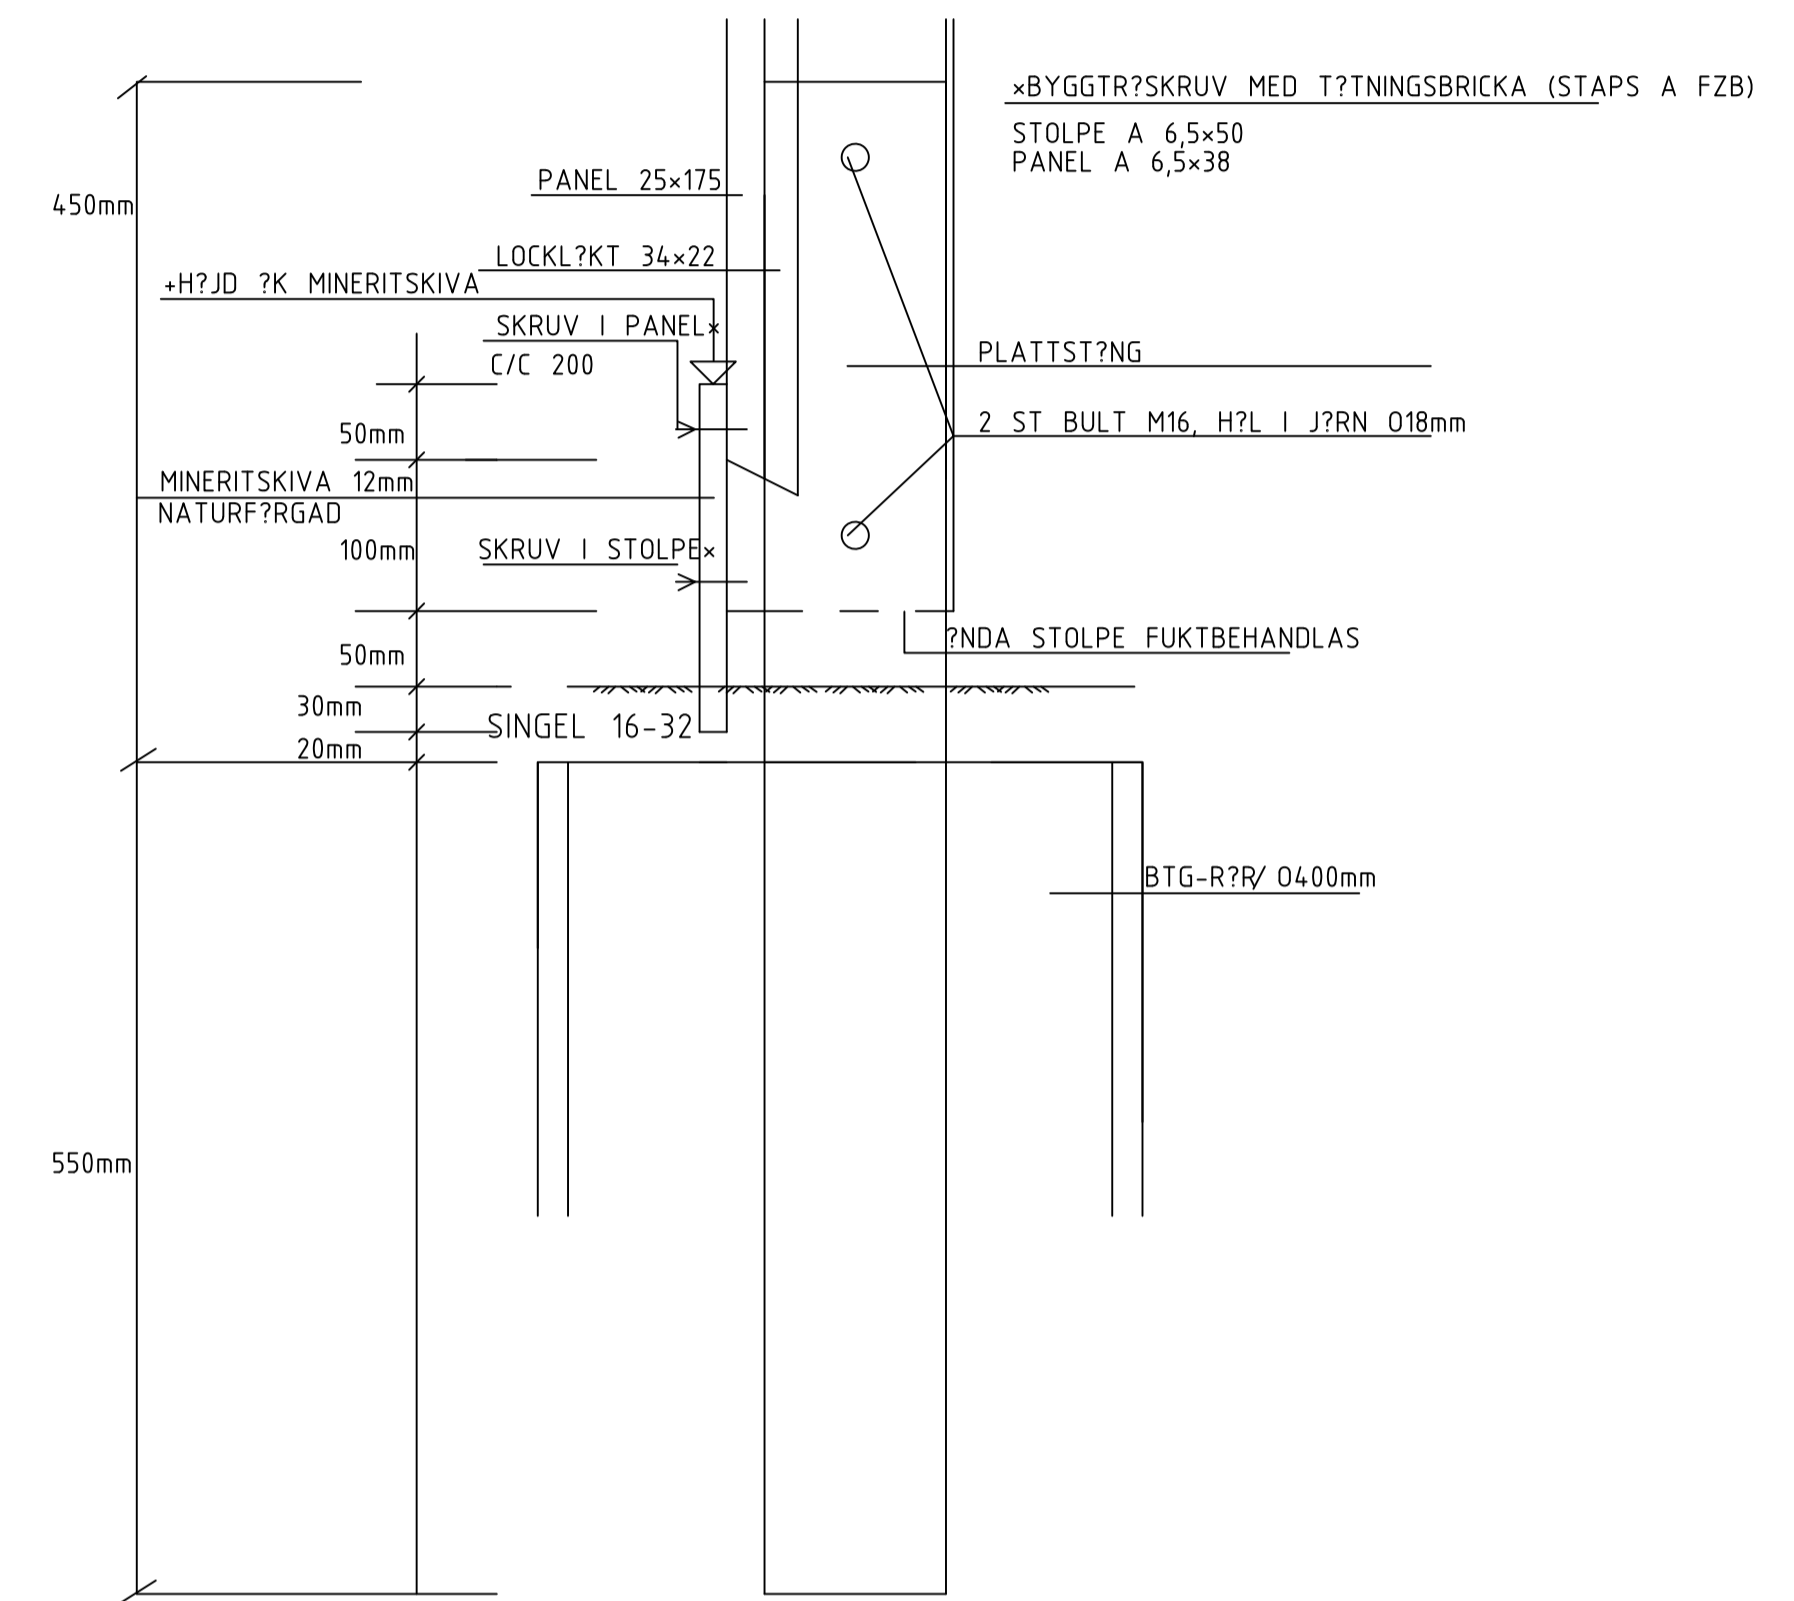 ×BYGGTR?SKRUV MED T?TNINGSBRICKA (STAPS A FZB)
STOLPE A 6,5×50
PANEL A 6,5×38
PANEL 25×175
450mm
LOCKL?KT 34×22
+H?JD ?K MINERITSKIVA
SKRUV I PANEL×
C/C 200
PLATTST?NG
2 ST BULT M16, H?L I J?RN O18mm
50mm
MINERITSKIVA 12mm
NATURF?RGAD
100mm
SKRUV I STOLPE×
?NDA STOLPE FUKTBEHANDLAS
50mm
30mm
SINGEL 16-32
20mm
BTG-R?R/ O400mm
550mm